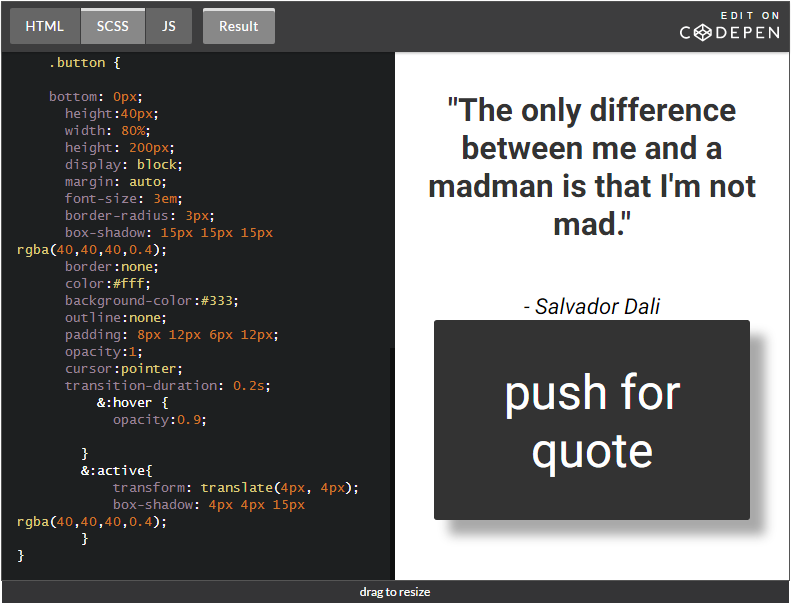 HTML SCSS JS Result
EDIT ON
CODEPEN
.button {
bottom: 0px;
height:40px;
width: 80%;
height: 200px;
display: block;
margin: auto;
font-size: 3em;
border-radius: 3px;
box-shadow: 15px 15px 15px
rgba(40,40,40,0.4);
border:none;
color:#fff;
background-color:#333;
outline:none;
padding: 8px 12px 6px 12px;
opacity:1;
cursor:pointer;
transition-duration: 0.2s;
&:hover {
opacity:0.9;
}
&:active{
transform: translate(4px, 4px);
box-shadow: 4px 4px 15px
rgba(40,40,40,0.4);
}
}
"The only difference
between me and a
madman is that I'm not
mad."
- Salvador Dali
push for
quote
drag to resize